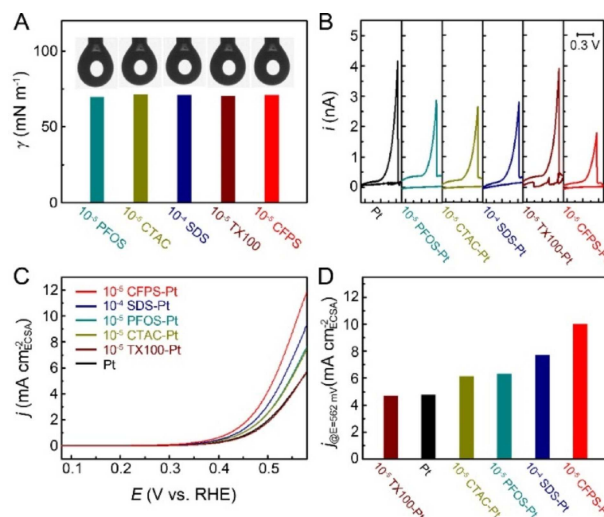 A
100
75
50
25
0
γ (mN m⁻¹)
10⁻⁵ PFOS
10⁻⁵ CTAC
10⁻⁴ SDS
10⁻⁵ TX100
10⁻⁵ CFPS
B
0.3 V
5
4
3
2
1
0
i (nA)
Pt
10⁻⁵ PFOS-Pt
10⁻⁵ CTAC-Pt
10⁻⁴ SDS-Pt
TX100-Pt
10⁻⁵ CFPS-P
C
12
10
8
6
4
2
0
j (mA cm⁻²ECSA)
10⁻⁵ CFPS-Pt
10⁻⁴ SDS-Pt
10⁻⁵ PFOS-Pt
10⁻⁵ CTAC-Pt
10⁻⁵ TX100-Pt
Pt
0.1 0.2 0.3 0.4 0.5
E (V vs. RHE)
D
12
10
8
6
4
2
0
j@E=562 mV (mA cm⁻²ECSA)
10⁻⁵ TX100-Pt
Pt
10⁻⁵ CTAC-Pt
10⁻⁵ PFOS-Pt
10⁻⁴ SDS-Pt
10⁻⁵ CFPS-Pt